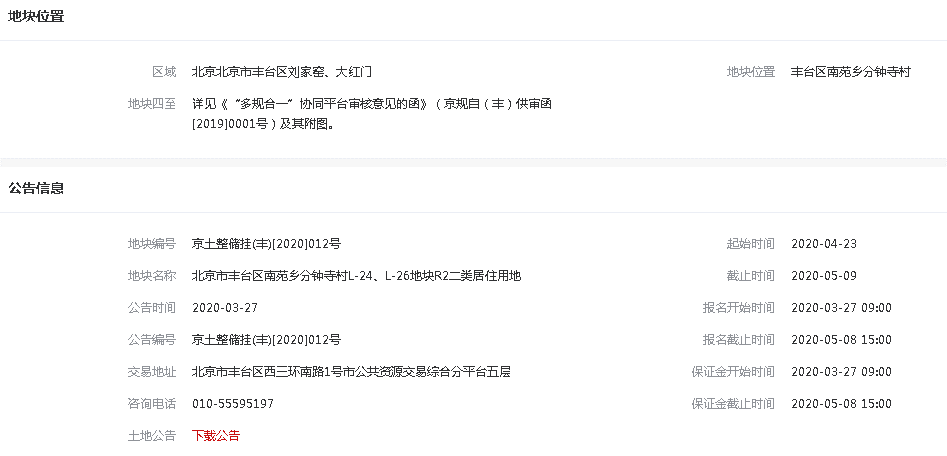 地块位置
区域 北京北京市丰台区刘家窑、大红门 地块位置 丰台区南苑乡分钟寺村
地块四至 详见《“多规合一”协同平台审核意见的函》（京规自（丰）供审函
[2019]0001号）及其附图。
公告信息
地块编号 京土整储挂(丰)[2020]012号 起始时间 2020-04-23
地块名称 北京市丰台区南苑乡分钟寺村L-24、L-26地块R2二类居住用地 截止时间 2020-05-09
公告时间 2020-03-27 报名开始时间 2020-03-27 09:00
公告编号 京土整储挂(丰)[2020]012号 报名截止时间 2020-05-08 15:00
交易地址 北京市丰台区西三环南路1号市公共资源交易综合分平台五层 保证金开始时间 2020-03-27 09:00
咨询电话 010-55595197 保证金截止时间 2020-05-08 15:00
土地公告 下载公告